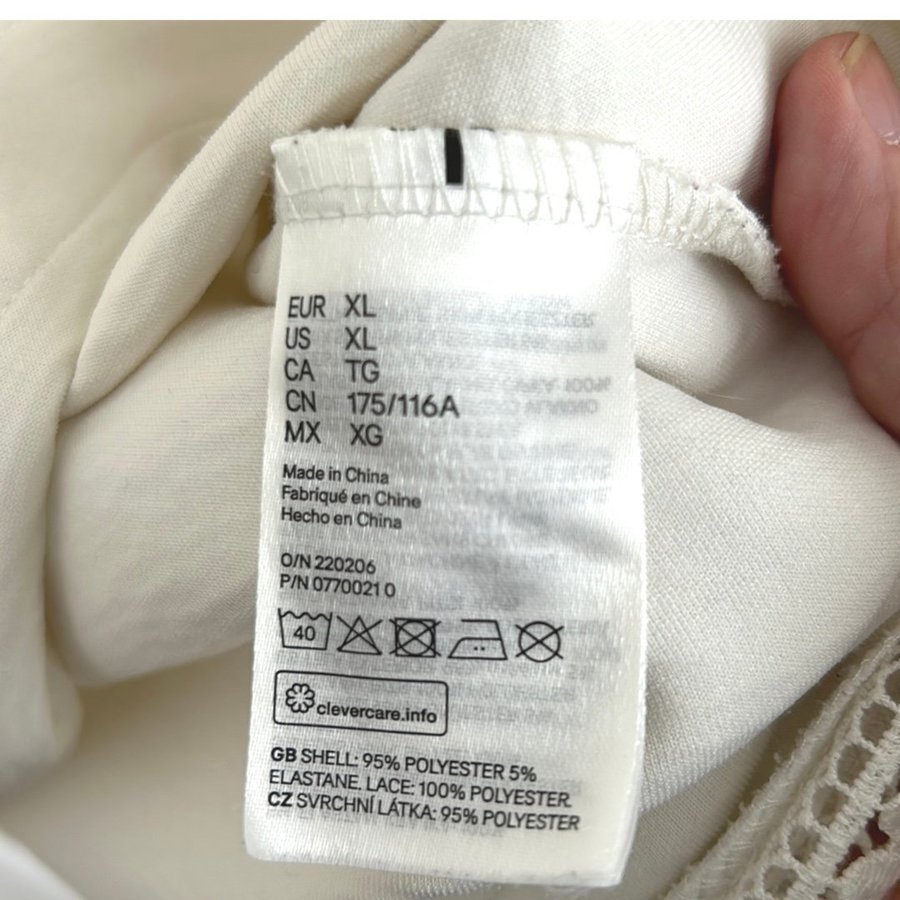 EUR XL
US XL
CA TG
CN 175/116A
MX XG
Made in China
Fabriqué en Chine
Hecho en China
O/N 220206
P/N 0770021 0
40
clevercare.info
GB SHELL: 95% POLYESTER 5%
ELASTANE. LACE: 100% POLYESTER.
CZ SVRCHNÍ LÁTKA: 95% POLYESTER